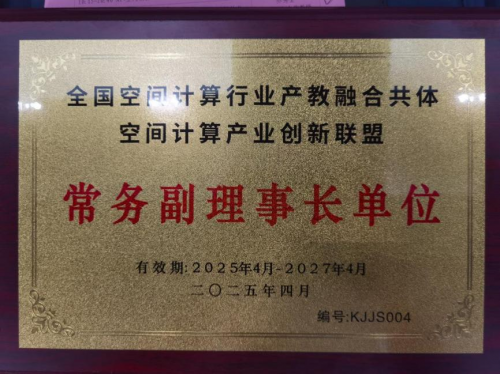 全国空间计算行业产教融合共体
空间计算产业创新联盟
常务副理事长单位
有效期:2025年4月-2027年4月
二〇二五年四月
编号:KJJS004